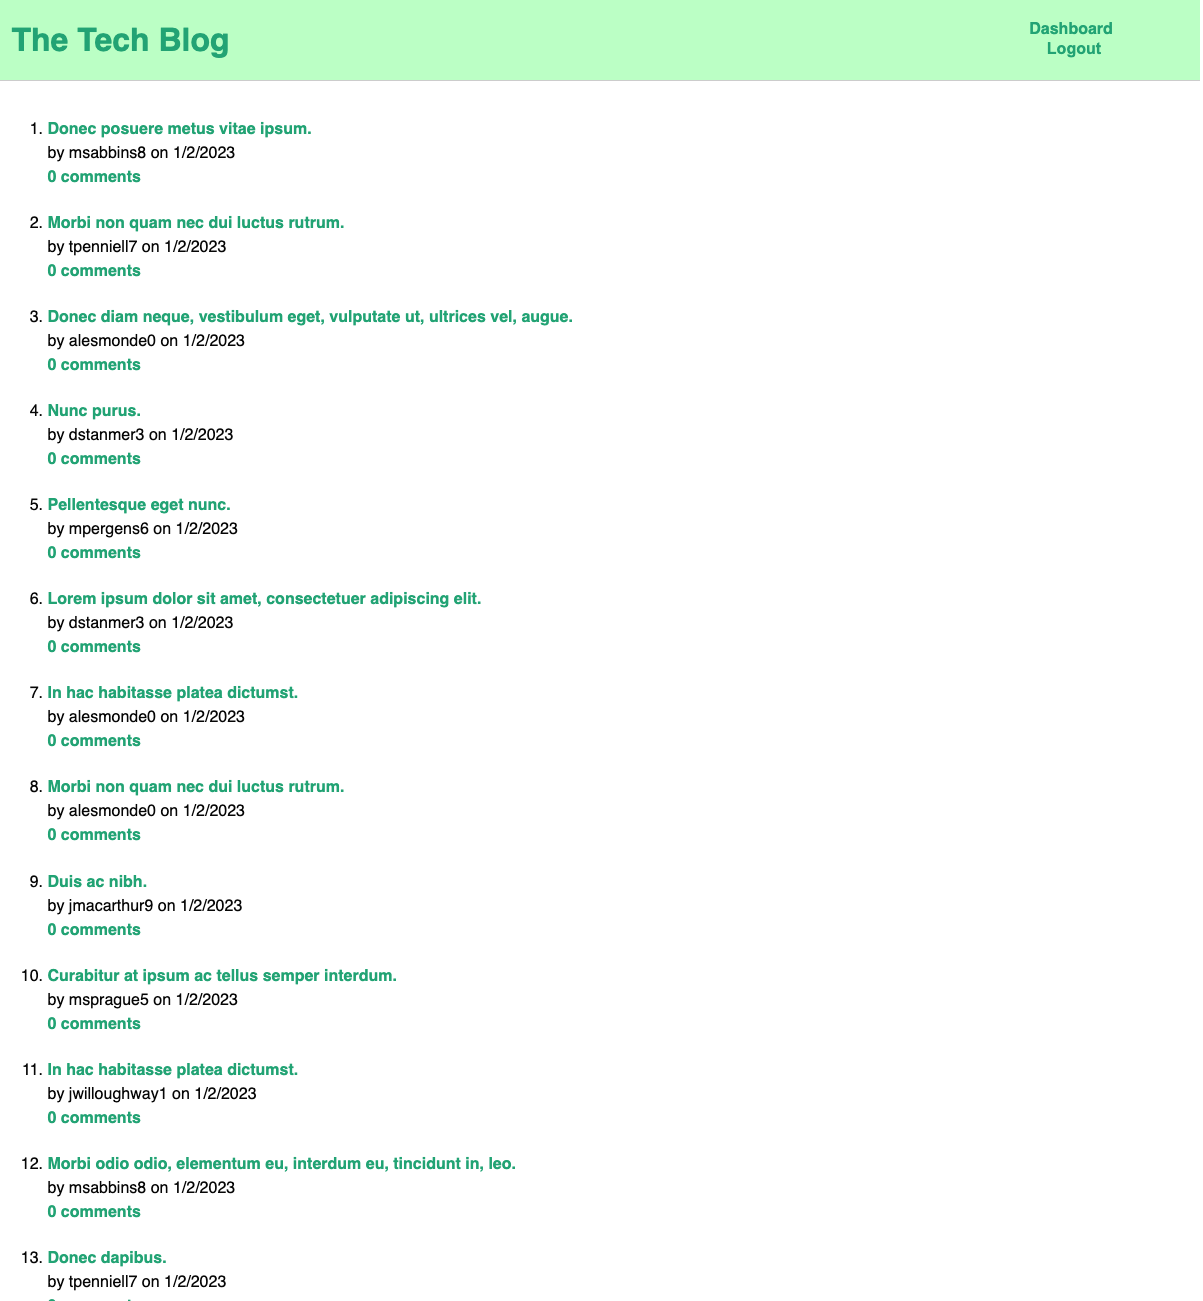 The Tech Blog
Dashboard
Logout
1. Donec posuere metus vitae ipsum.
by msabbins8 on 1/2/2023
0 comments
2. Morbi non quam nec dui luctus rutrum.
by tpenniell7 on 1/2/2023
0 comments
3. Donec diam neque, vestibulum eget, vulputate ut, ultrices vel, augue.
by alesmonde0 on 1/2/2023
0 comments
4. Nunc purus.
by dstanmer3 on 1/2/2023
0 comments
5. Pellentesque eget nunc.
by mpergens6 on 1/2/2023
0 comments
6. Lorem ipsum dolor sit amet, consectetuer adipiscing elit.
by dstanmer3 on 1/2/2023
0 comments
7. In hac habitasse platea dictumst.
by alesmonde0 on 1/2/2023
0 comments
8. Morbi non quam nec dui luctus rutrum.
by alesmonde0 on 1/2/2023
0 comments
9. Duis ac nibh.
by jmacarthur9 on 1/2/2023
0 comments
10. Curabitur at ipsum ac tellus semper interdum.
by msprague5 on 1/2/2023
0 comments
11. In hac habitasse platea dictumst.
by jwilloughway1 on 1/2/2023
0 comments
12. Morbi odio odio, elementum eu, interdum eu, tincidunt in, leo.
by msabbins8 on 1/2/2023
0 comments
13. Donec dapibus.
by tpenniell7 on 1/2/2023